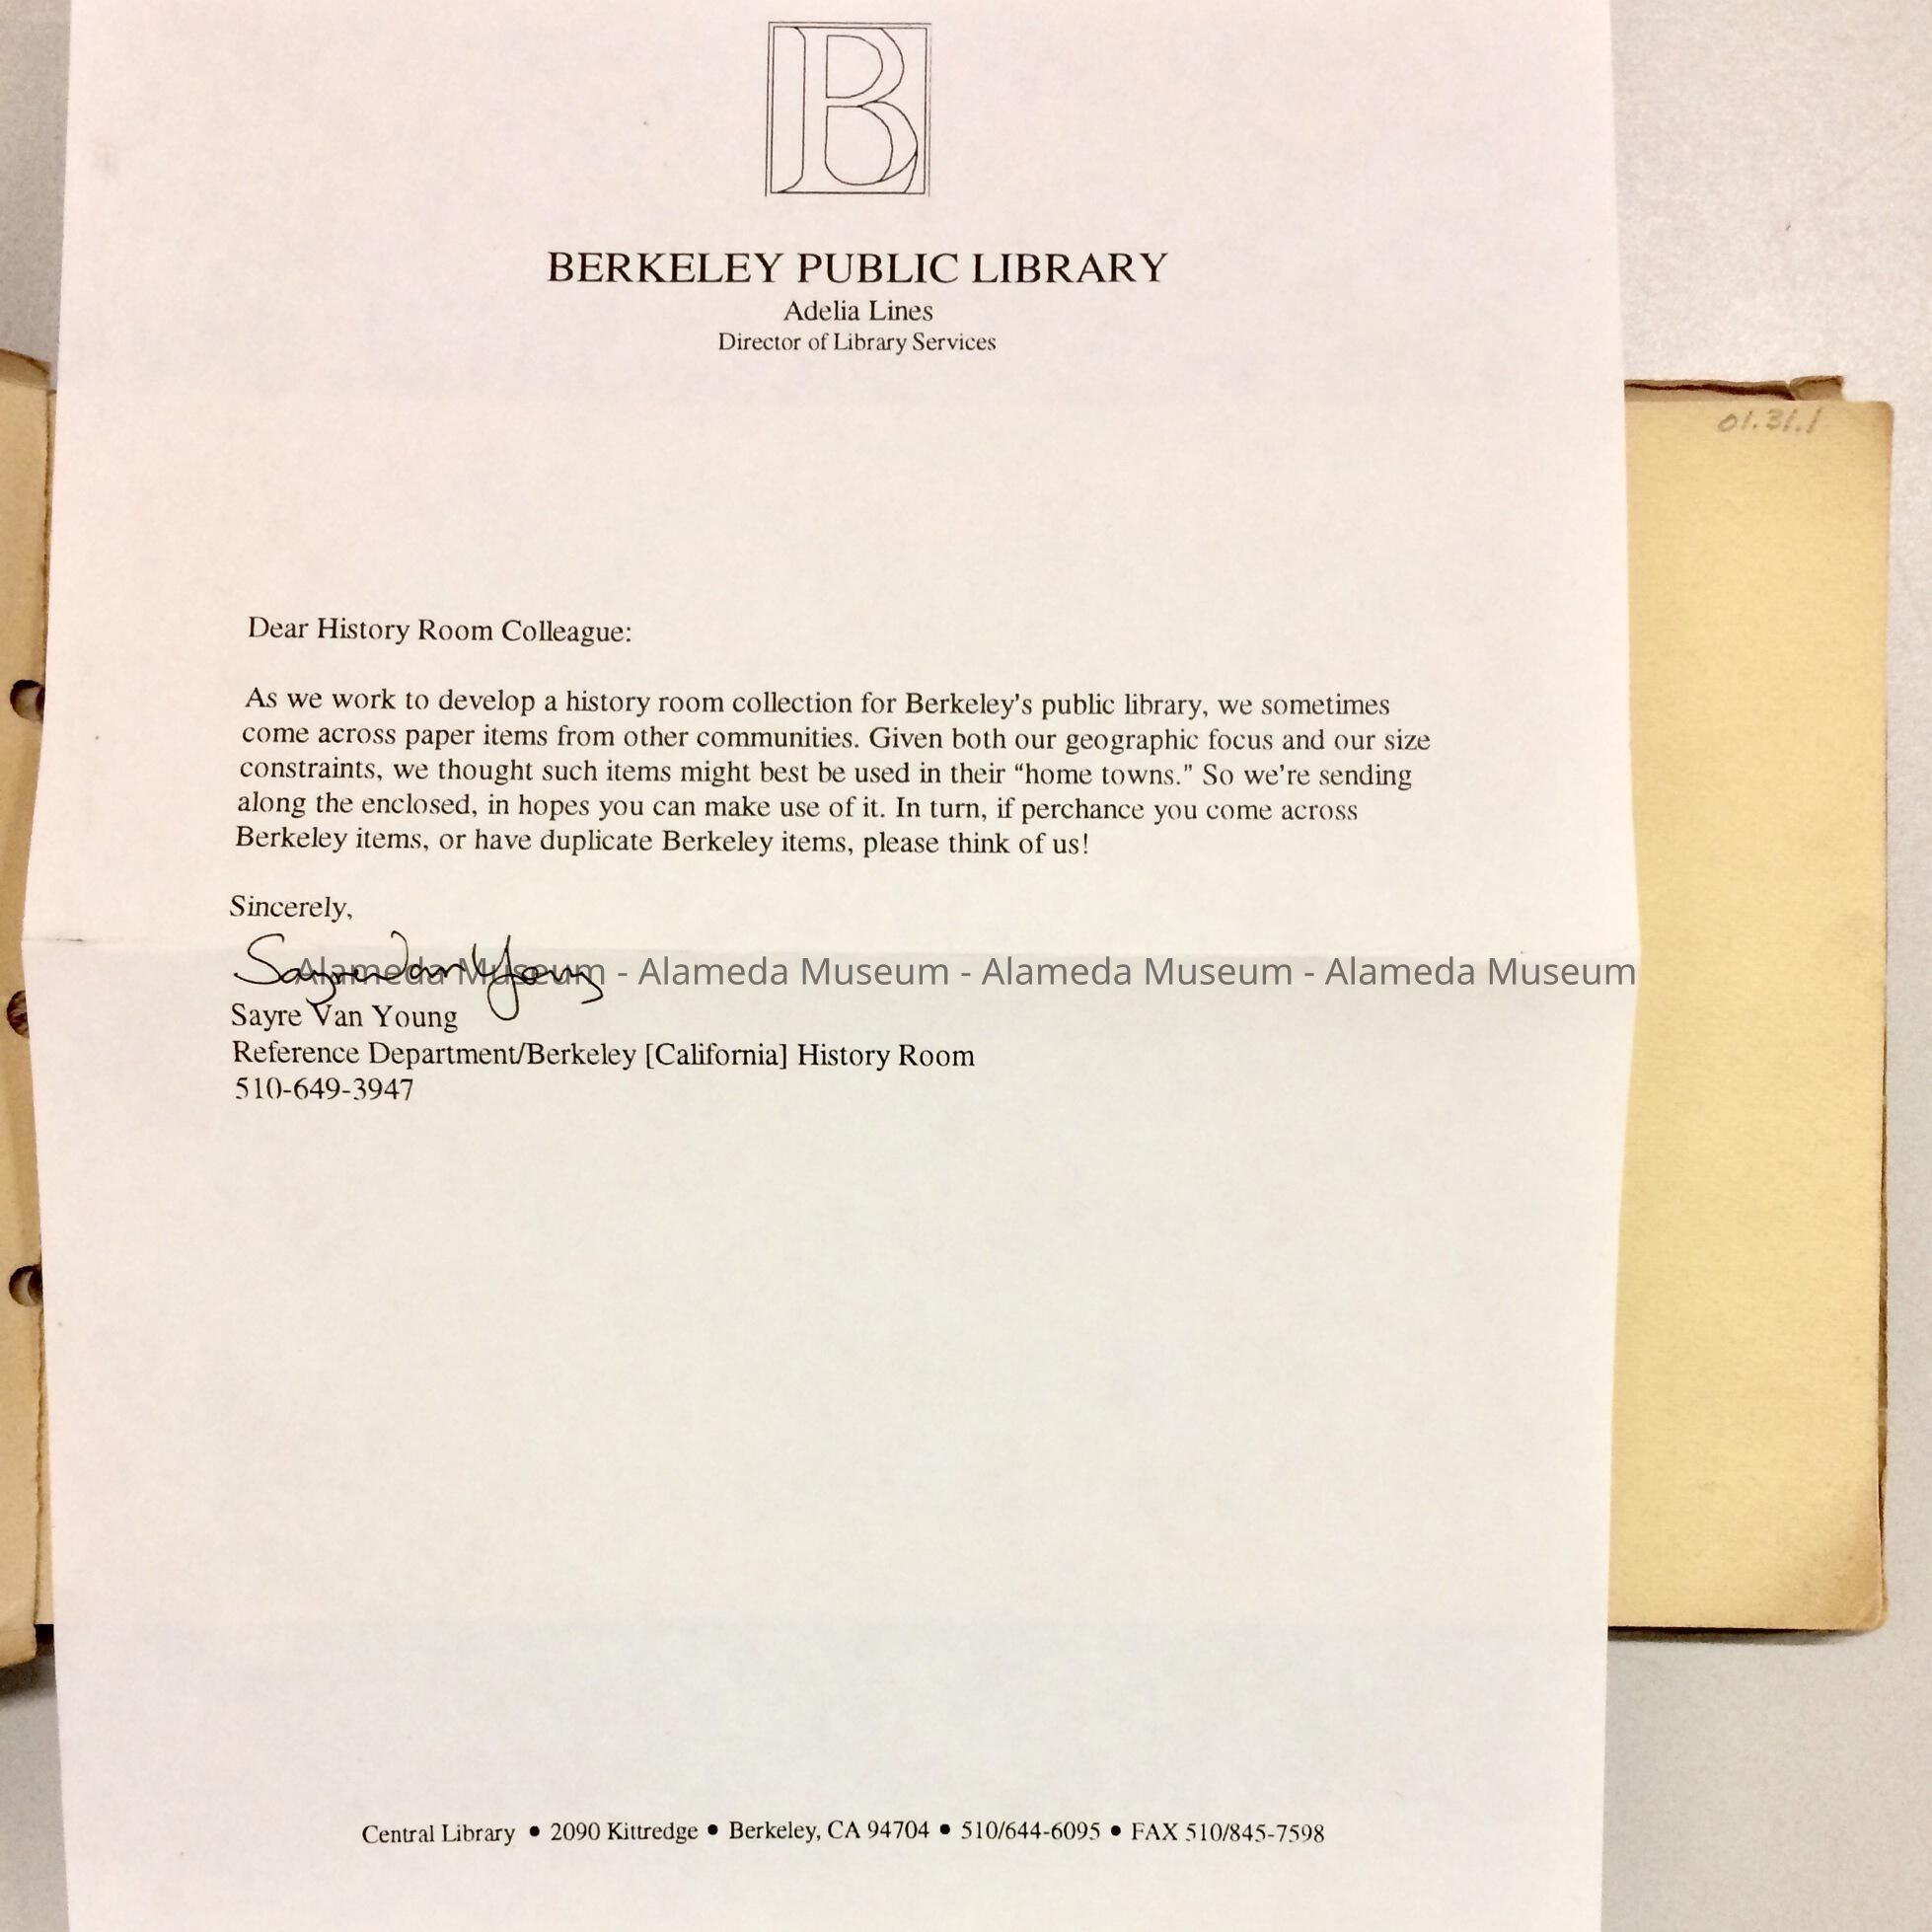 B
BERKELEY PUBLIC LIBRARY
Adelia Lines
Director of Library Services
01.31.1
Dear History Room Colleague:
As we work to develop a history room collection for Berkeley's public library, we sometimes
come across paper items from other communities. Given both our geographic focus and our size
constraints, we thought such items might best be used in their “home towns.” So we're sending
along the enclosed, in hopes you can make use of it. In turn, if perchance you come across
Berkeley items, or have duplicate Berkeley items, please think of us!
Sincerely,
Sayre Van Young
Alameda Museum - Alameda Museum - Alameda Museum - Alameda Museum
Sayre Van Young
Reference Department/Berkeley [California] History Room
510-649-3947
Central Library • 2090 Kittredge • Berkeley, CA 94704 • 510/644-6095 • FAX 510/845-7598